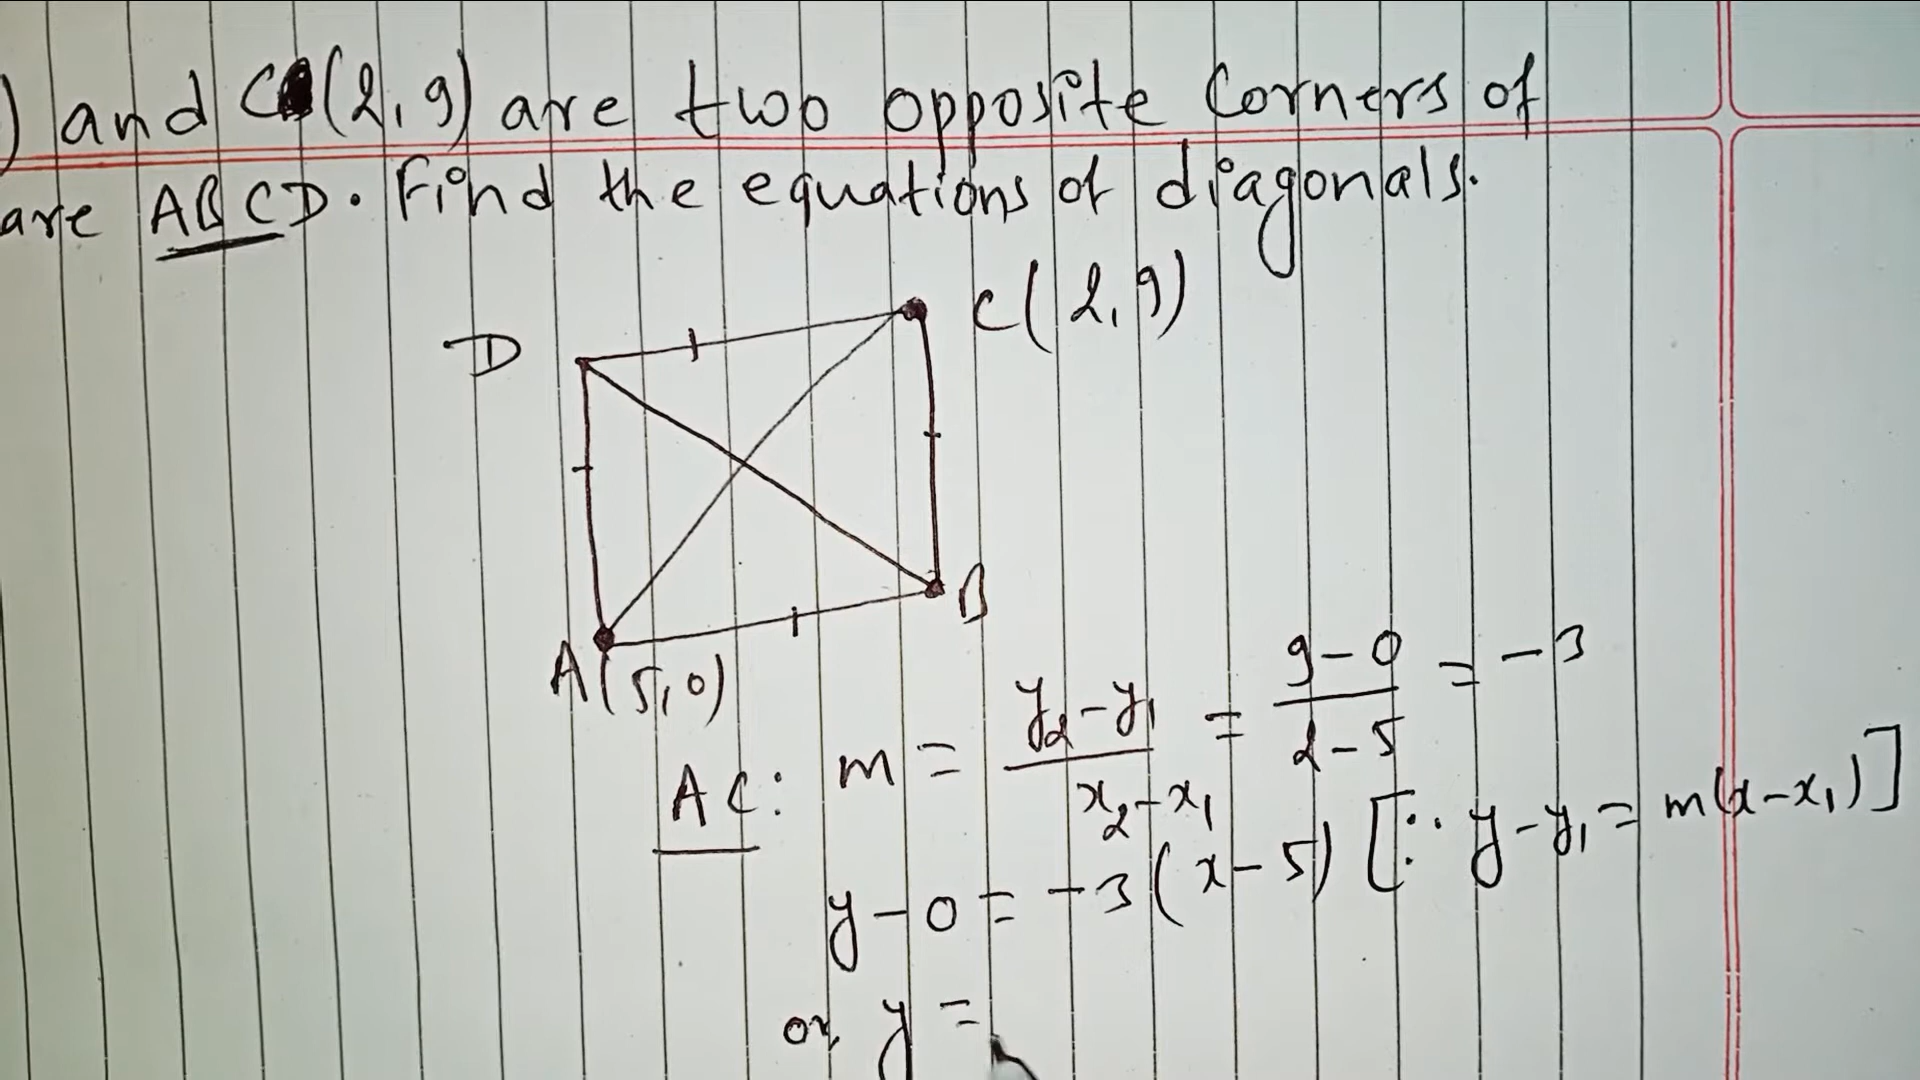 ) and C(2,9) are two opposite corners of
are ABCD. Find the equations of diagonals.
C(2,9)
D
B
A(5,0)
AC: m = (y₂-y₁)/(x₂-x₁) = (9-0)/(2-5) = -3
y-0 = -3(x-5) [∵ y-y₁ = m(x-x₁)]
or, y =